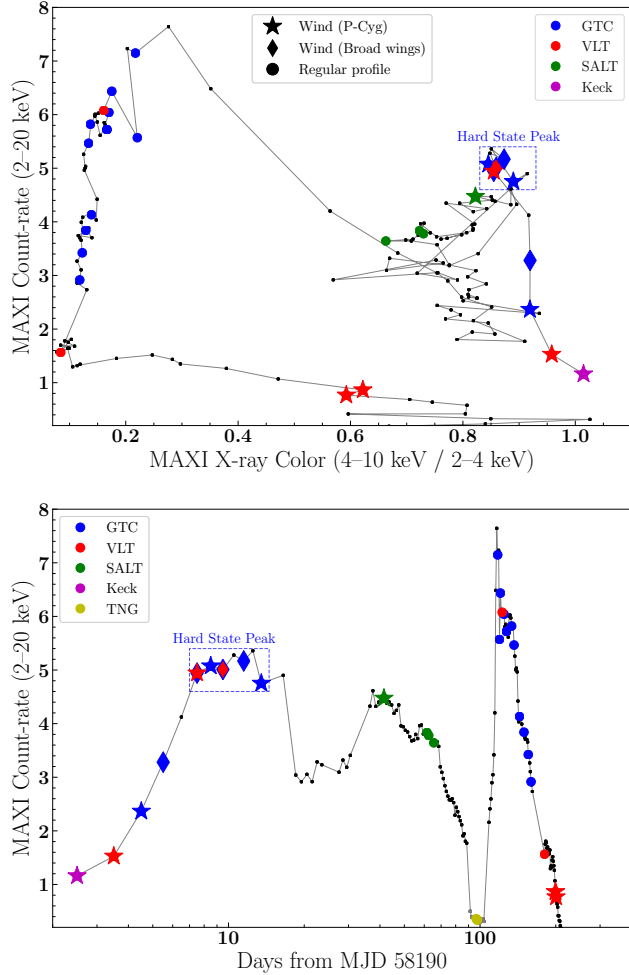 8
7
6
5
4
3
2
1
MAXI Count-rate (2–20 keV)
Wind (P-Cyg)
Wind (Broad wings)
Regular profile
GTC
VLT
SALT
Keck
Hard State Peak
0.2
0.4
0.6
0.8
1.0
MAXI X-ray Color (4–10 keV / 2–4 keV)
8
7
6
5
4
3
2
1
MAXI Count-rate (2–20 keV)
GTC
VLT
SALT
Keck
TNG
Hard State Peak
10
100
Days from MJD 58190